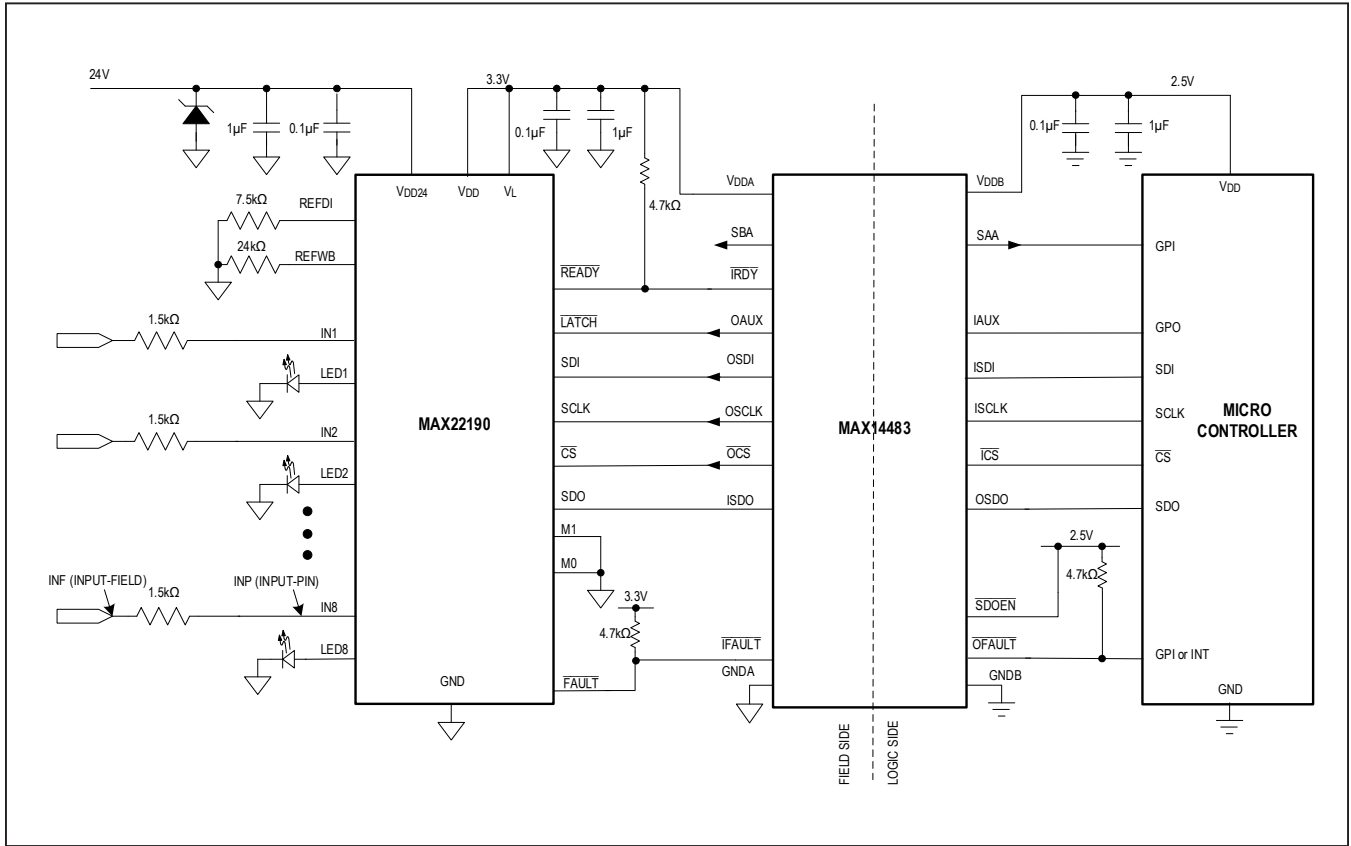 24V
3.3V
2.5V
1µF
0.1µF
0.1µF
1µF
0.1µF
1µF
4.7kΩ
VDD24
VDD
VL
VDDA
VDDB
VDD
7.5kΩ
REFDI
24kΩ
REFWB
SBA
SAA
GPI
READY
IRDY
1.5kΩ
IN1
LATCH
OAUX
IAUX
GPO
LED1
SDI
OSDI
ISDI
SDI
MAX22190
MAX14483
MICRO
CONTROLLER
SCLK
OSCLK
ISCLK
SCLK
1.5kΩ
IN2
CS
OCS
ICS
CS
LED2
SDO
ISDO
OSDO
SDO
M1
M0
2.5V
4.7kΩ
INF (INPUT-FIELD)
1.5kΩ
INP (INPUT-PIN)
IN8
3.3V
4.7kΩ
SDOEN
LED8
IFAULT
OFAULT
GPI or INT
GND
FAULT
GNDA
GNDB
GND
FIELD SIDE
LOGIC SIDE